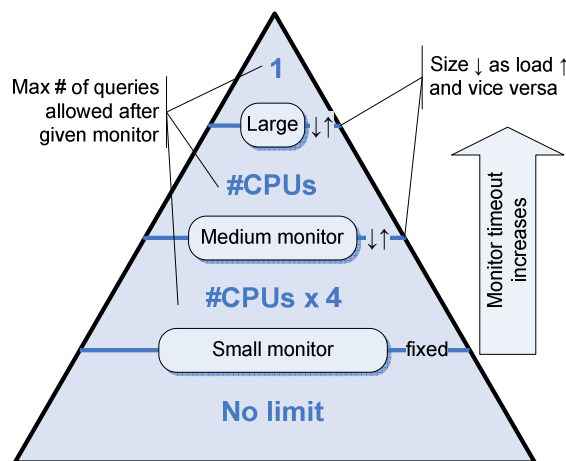 1
Max # of queries
allowed after
given monitor
Size ↓ as load ↑
and vice versa
Large
↓↑
#CPUs
Medium monitor
↓↑
Monitor timeout
increases
#CPUs x 4
Small monitor
fixed
No limit